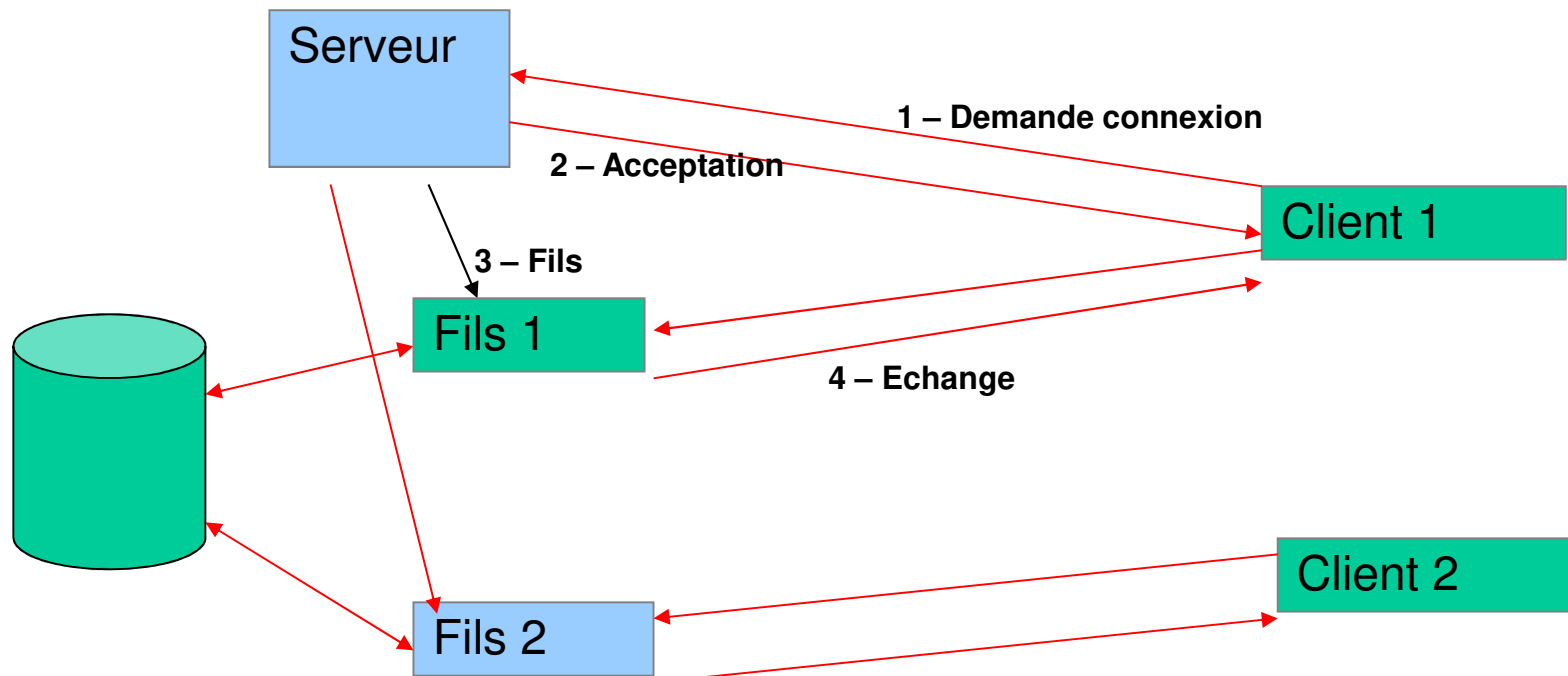 Serveur
1 – Demande connexion
2 – Acceptation
Client 1
3 – Fils
Fils 1
4 – Echange
Client 2
Fils 2